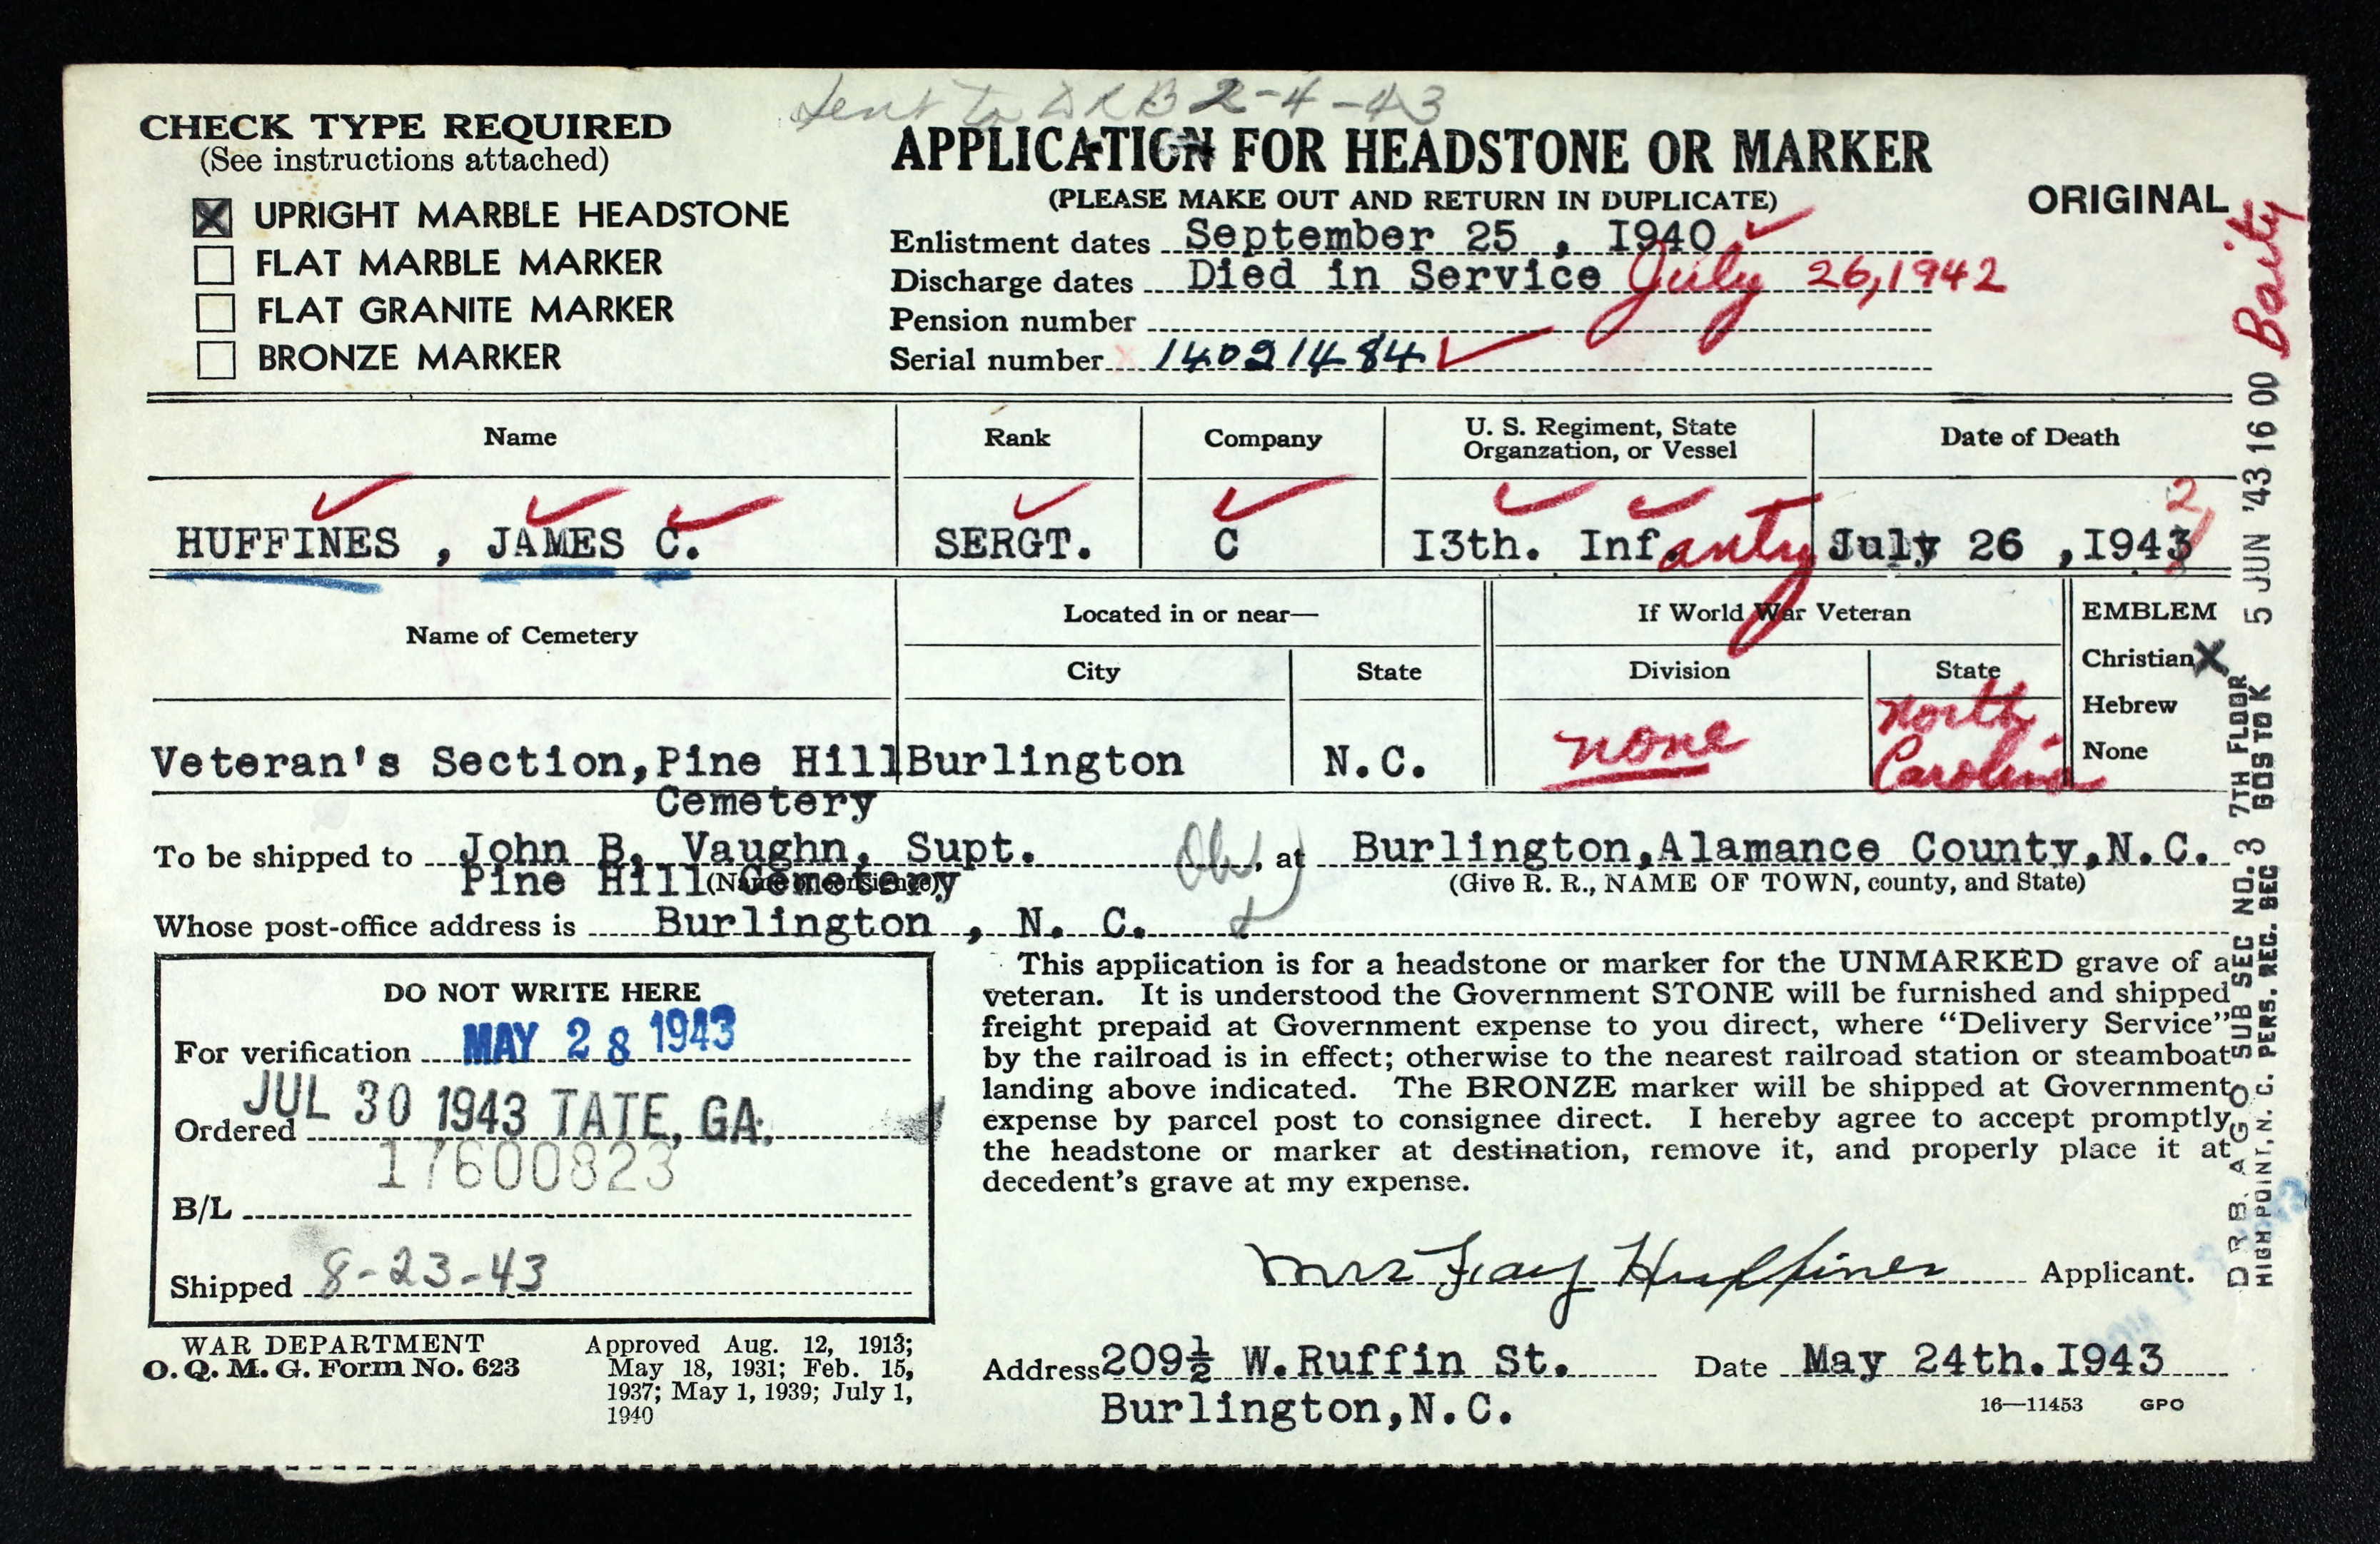 Sent to DRB 2-4-43
CHECK TYPE REQUIRED
(See instructions attached)
UPRIGHT MARBLE HEADSTONE
FLAT MARBLE MARKER
FLAT GRANITE MARKER
BRONZE MARKER
APPLICATION FOR HEADSTONE OR MARKER
(PLEASE MAKE OUT AND RETURN IN DUPLICATE)
ORIGINAL
Enlistment dates September 25 , I940
Discharge dates Died in Service July 26,1942
Pension number
Serial number 14021484
Name Rank Company U. S. Regiment, State Organzation, or Vessel Date of Death
HUFFINES , JAMES C. SERGT. C I3th. Inf.antry July 26 ,1943 2
Name of Cemetery Located in or near— If World War Veteran EMBLEM
City State Division State
Christian X
Hebrew
None
none North Carolina
Veteran's Section,Pine Hill Burlington N.C.
Cemetery
To be shipped to John B. Vaughn, Supt. , at Burlington,Alamance County,N.C.
Pine Hill Cemetery
(Name of consignee) (Give R. R., NAME OF TOWN, county, and State)
Whose post-office address is Burlington , N. C.
DO NOT WRITE HERE
For verification MAY 28 1943
Ordered JUL 30 1943 TATE, GA.
17600823
B/L
Shipped 8-23-43
This application is for a headstone or marker for the UNMARKED grave of a
veteran. It is understood the Government STONE will be furnished and shipped
freight prepaid at Government expense to you direct, where “Delivery Service”
by the railroad is in effect; otherwise to the nearest railroad station or steamboat
landing above indicated. The BRONZE marker will be shipped at Government
expense by parcel post to consignee direct. I hereby agree to accept promptly
the headstone or marker at destination, remove it, and properly place it at
decedent's grave at my expense.
Mrs Fay Huffines Applicant.
Address 209½ W.Ruffin St. Date May 24th.I943
Burlington,N.C.
WAR DEPARTMENT
O. Q. M. G. Form No. 623
Approved Aug. 12, 1913;
May 18, 1931; Feb. 15,
1937; May 1, 1939; July 1,
1940
16—11453 GPO
Baity
D R B. A G O SUB SEC NO. 3 7TH FLOOR 5 JUN '43 16 00
HIGH POINT, N. C. PERS. REC. SEC GOS TO K